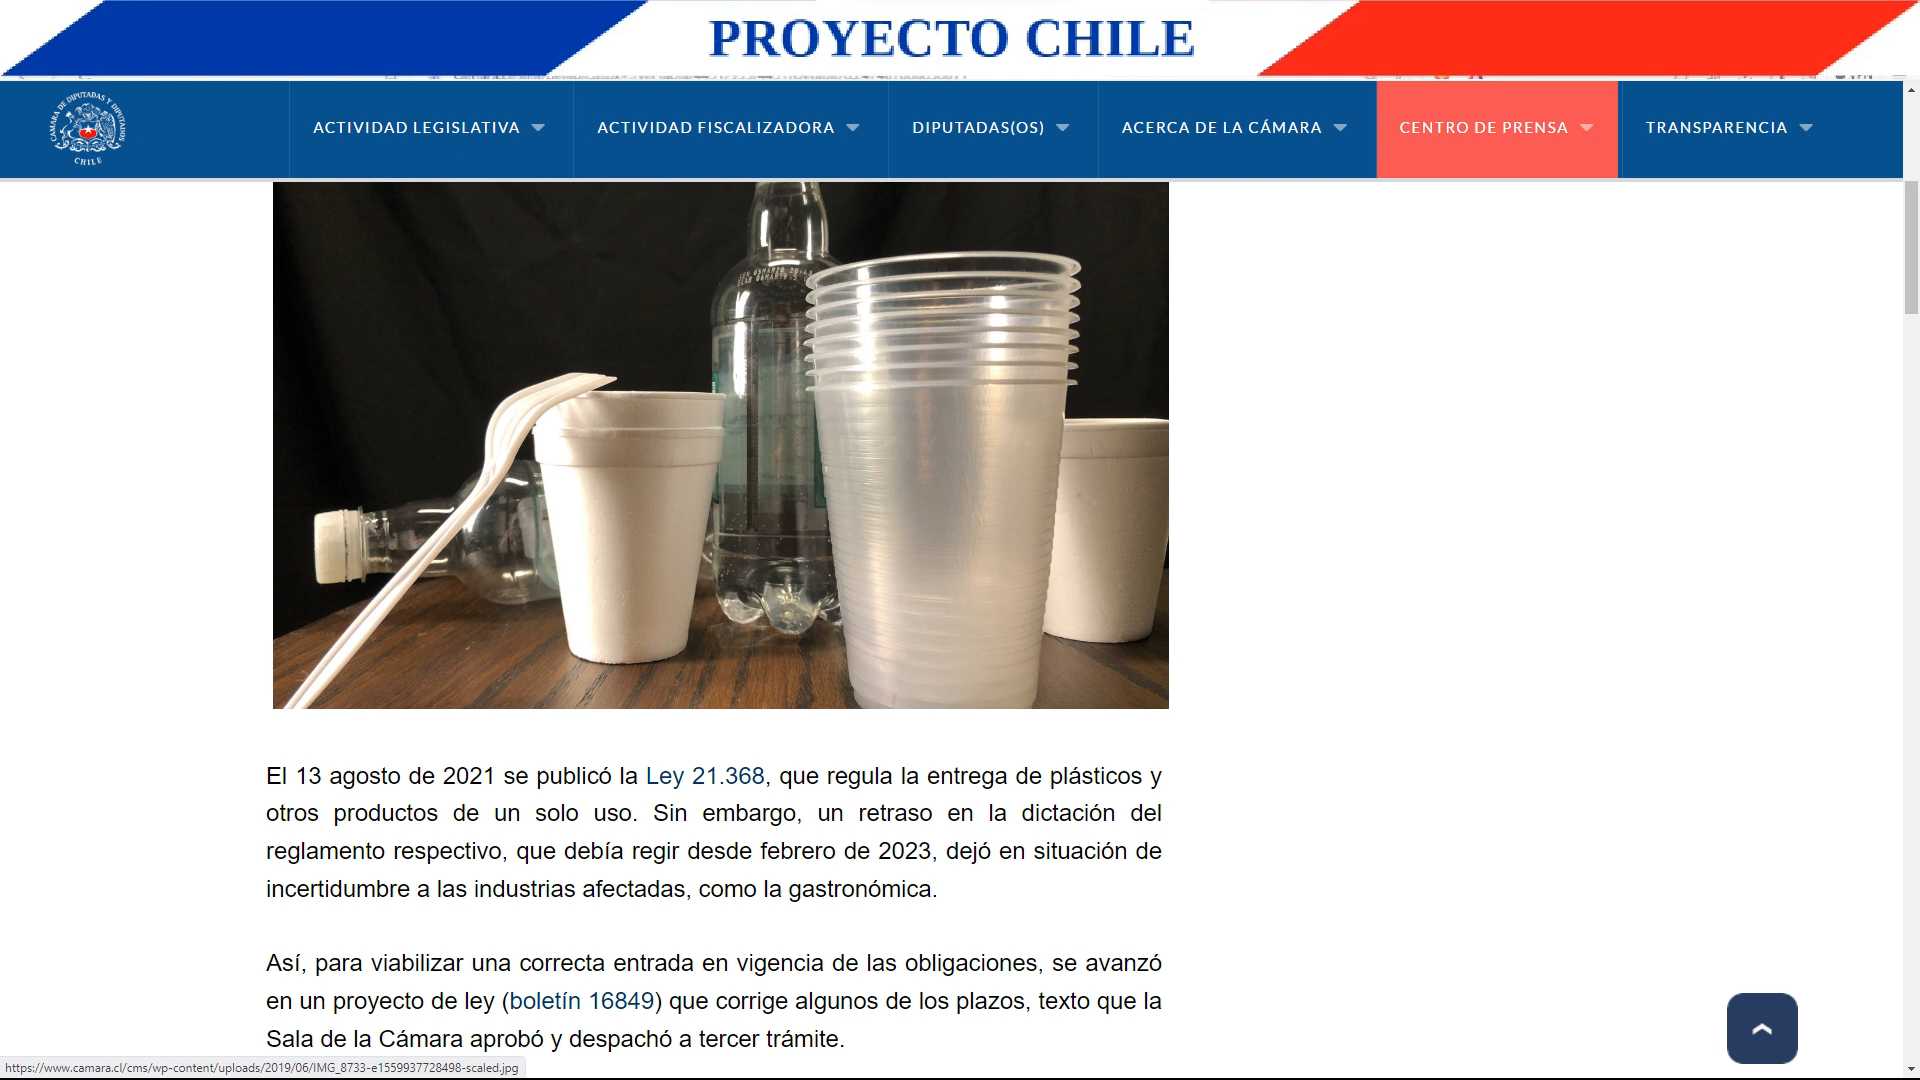 PROYECTO CHILE
CÁMARA DE DIPUTADAS Y DIPUTADOS
CHILE
ACTIVIDAD LEGISLATIVA
ACTIVIDAD FISCALIZADORA
DIPUTADAS(OS)
ACERCA DE LA CÁMARA
CENTRO DE PRENSA
TRANSPARENCIA
El 13 agosto de 2021 se publicó la Ley 21.368, que regula la entrega de plásticos y
otros productos de un solo uso. Sin embargo, un retraso en la dictación del
reglamento respectivo, que debía regir desde febrero de 2023, dejó en situación de
incertidumbre a las industrias afectadas, como la gastronómica.
Así, para viabilizar una correcta entrada en vigencia de las obligaciones, se avanzó
en un proyecto de ley (boletín 16849) que corrige algunos de los plazos, texto que la
Sala de la Cámara aprobó y despachó a tercer trámite.
https://www.camara.cl/cms/wp-content/uploads/2019/06/IMG_8733-e1559937728498-scaled.jpg